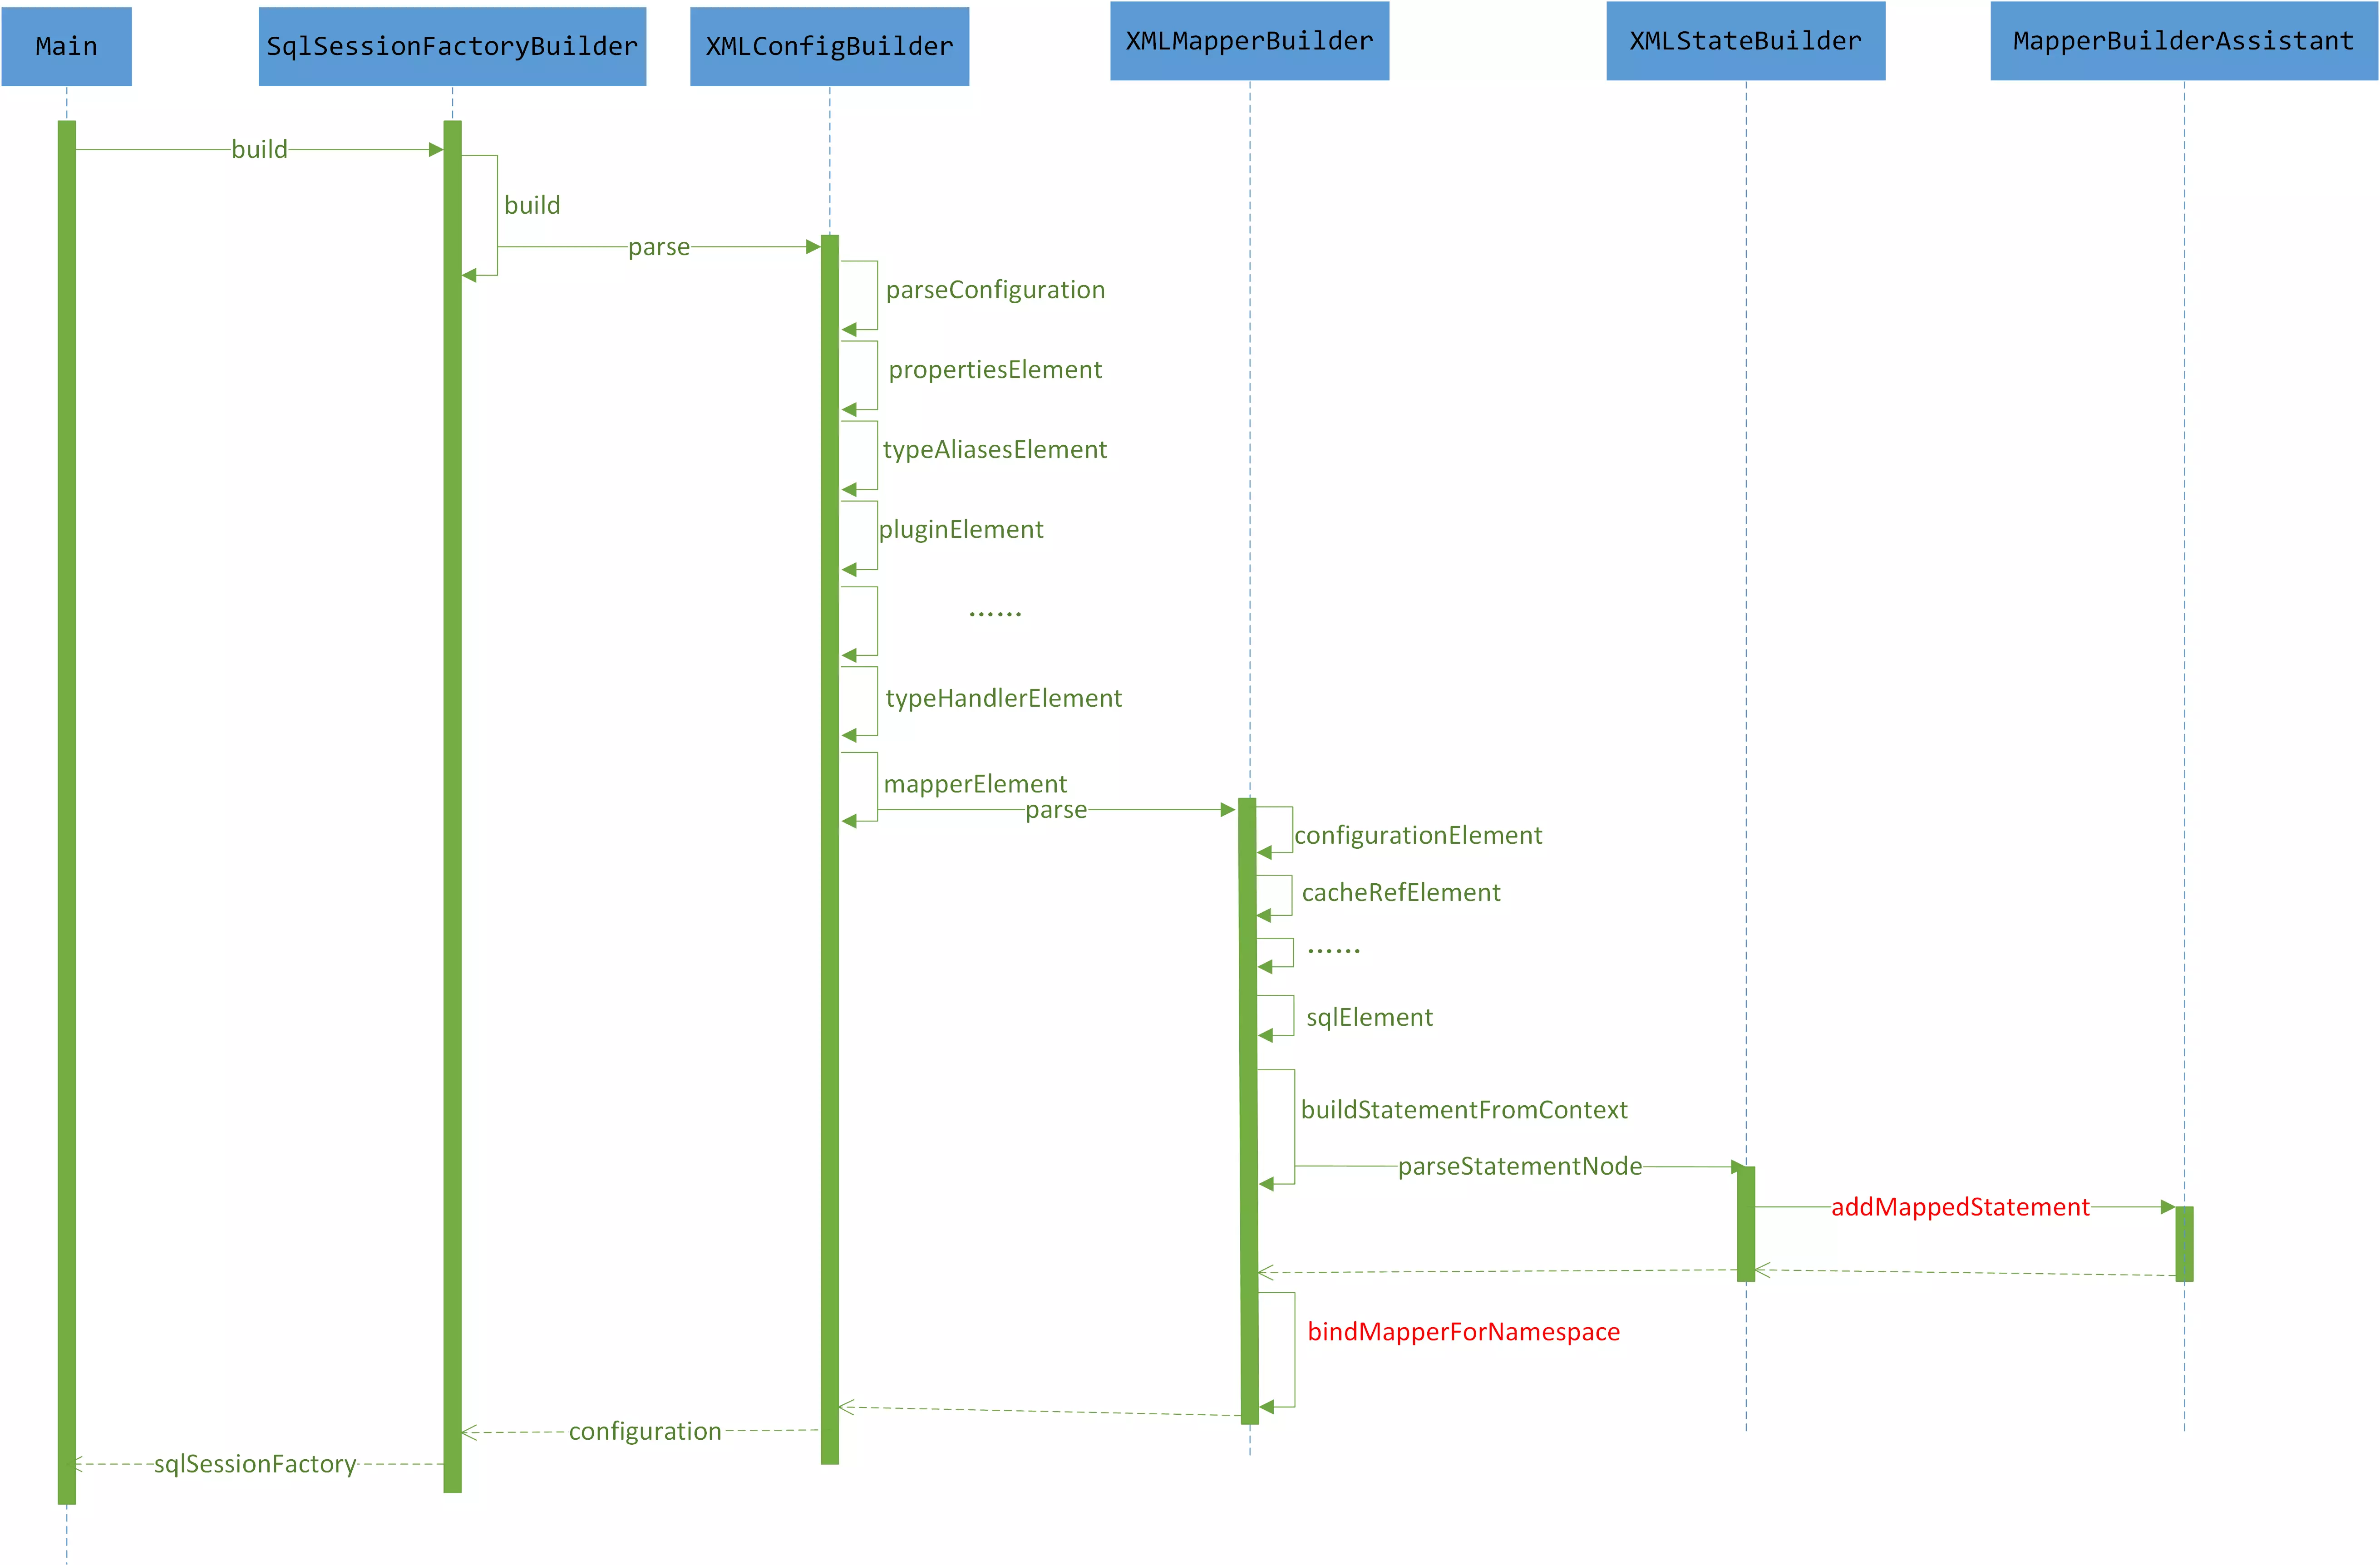 Main
SqlSessionFactoryBuilder
XMLConfigBuilder
XMLMapperBuilder
XMLStateBuilder
MapperBuilderAssistant
build
build
parse
parseConfiguration
propertiesElement
typeAliasesElement
pluginElement
......
typeHandlerElement
mapperElement
parse
configurationElement
cacheRefElement
......
sqlElement
buildStatementFromContext
parseStatementNode
addMappedStatement
bindMapperForNamespace
configuration
sqlSessionFactory